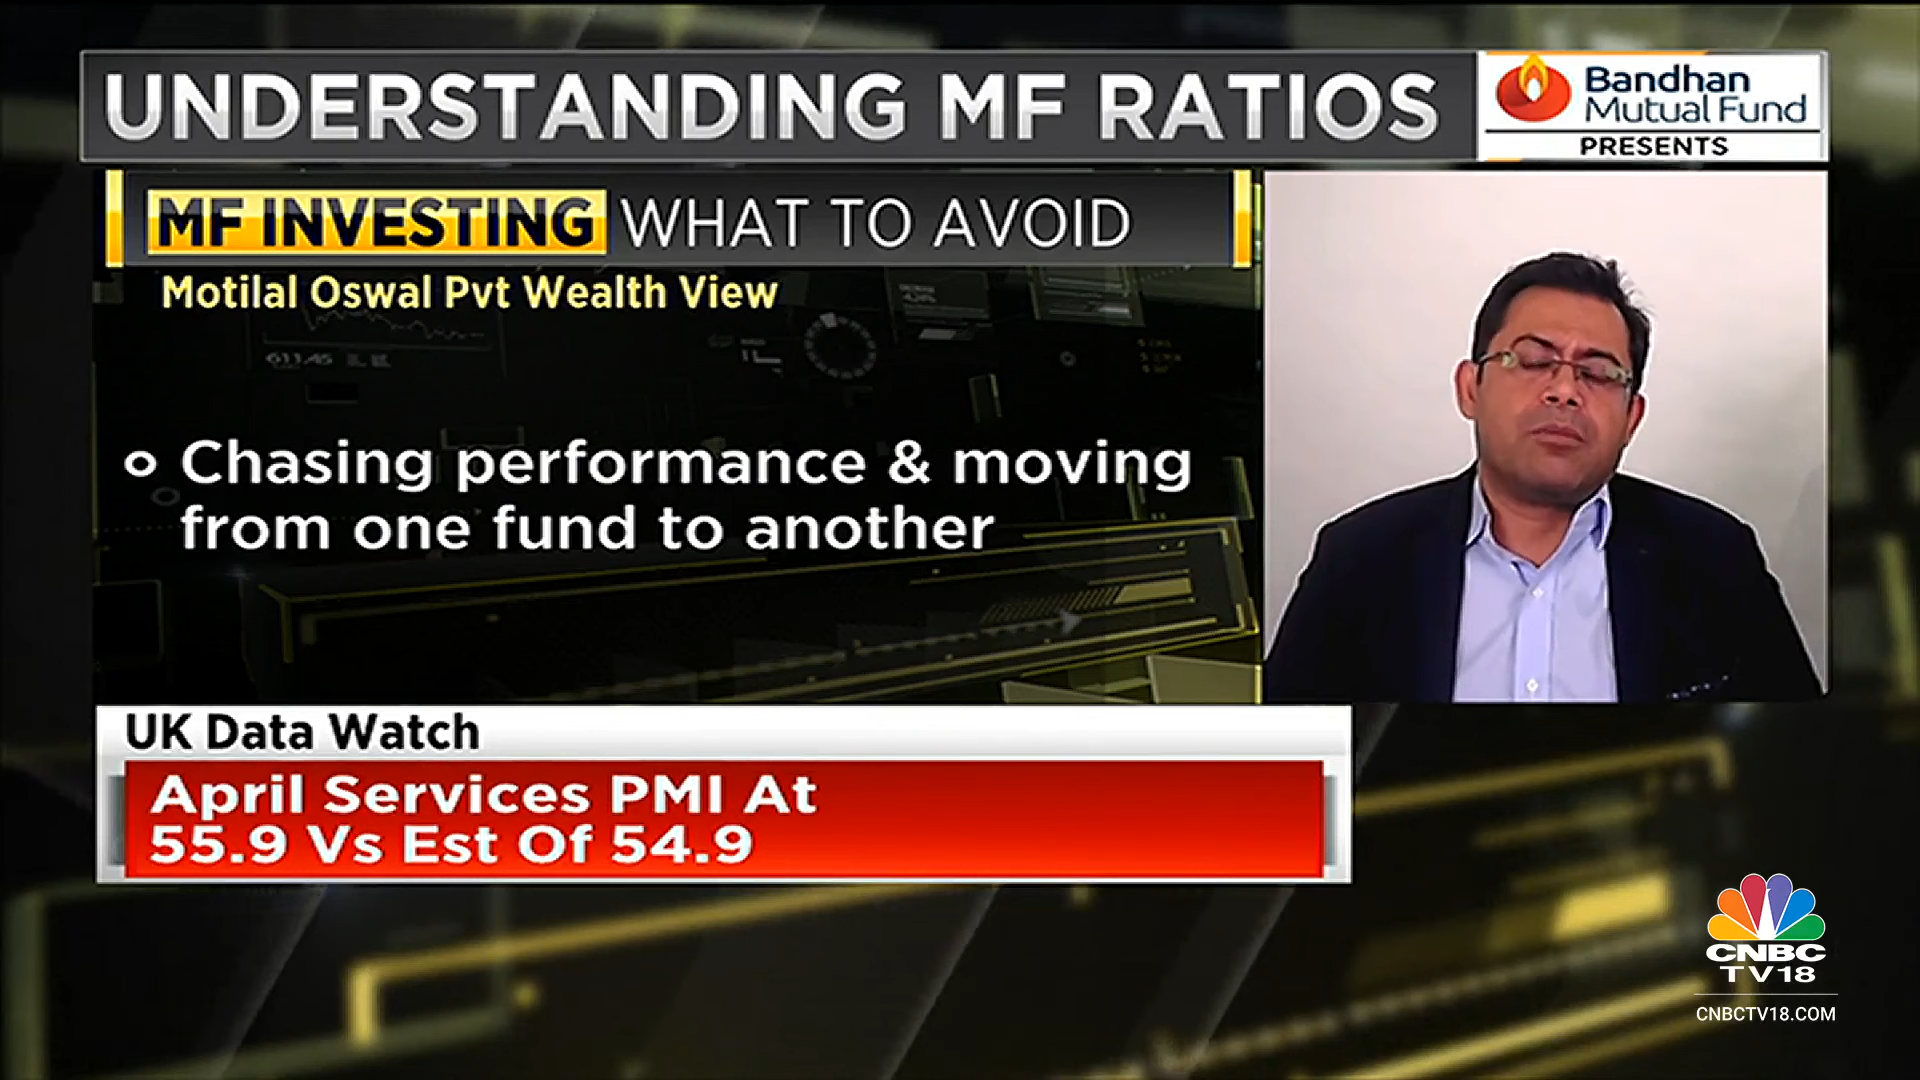 UNDERSTANDING MF RATIOS
Bandhan
Mutual Fund
PRESENTS
MF INVESTING WHAT TO AVOID
Motilal Oswal Pvt Wealth View
611.45
Chasing performance & moving
from one fund to another
UK Data Watch
April Services PMI At
55.9 Vs Est Of 54.9
CNBC
TV18
CNBCTV18.COM